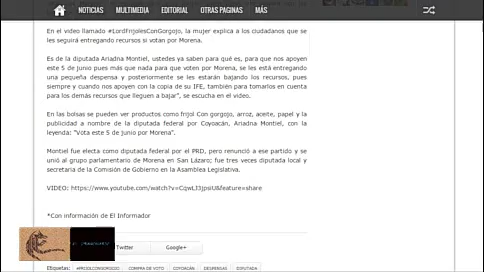 NOTICIAS MULTIMEDIA EDITORIAL OTRAS PAGINAS MÁS
En el video llamado #LordFrijolesConGorgojo, la mujer explica a los ciudadanos que se
les seguirá entregando recursos si votan por Morena.
Es de la diputada Ariadna Montiel, ustedes ya saben para qué es, para que nos apoyen
este 5 de junio pues más que nada para que voten por Morena, se les está entregando
una pequeña despensa y posteriormente se les estarán bajando los recursos, pues
siempre y cuando nos apoyen con la copia de su IFE, también para tomarlos en cuenta
para los demás recursos que lleguen a bajar", se escucha en el video.
En las bolsas se pueden ver productos como frijol Con gorgojo, arroz, aceite, papel y la
publicidad a nombre de la diputada federal por Coyoacán, Ariadna Montiel, con la
leyenda: "Vota este 5 de junio por Morena".
Montiel fue electa como diputada federal por el PRD, pero renunció a ese partido y se
unió al grupo parlamentario de Morena en San Lázaro; fue tres veces diputada local y
secretaria de la Comisión de Gobierno en la Asamblea Legislativa.
VIDEO: https://www.youtube.com/watch?v=CqwLJ3JpsiU&feature=share
*Con información de El Informador
Twitter Google+
Etiquetas: #FRIJOLCONGORGOJO COMPRA DE VOTO COYOACÁN DESPENSAS DIPUTADA